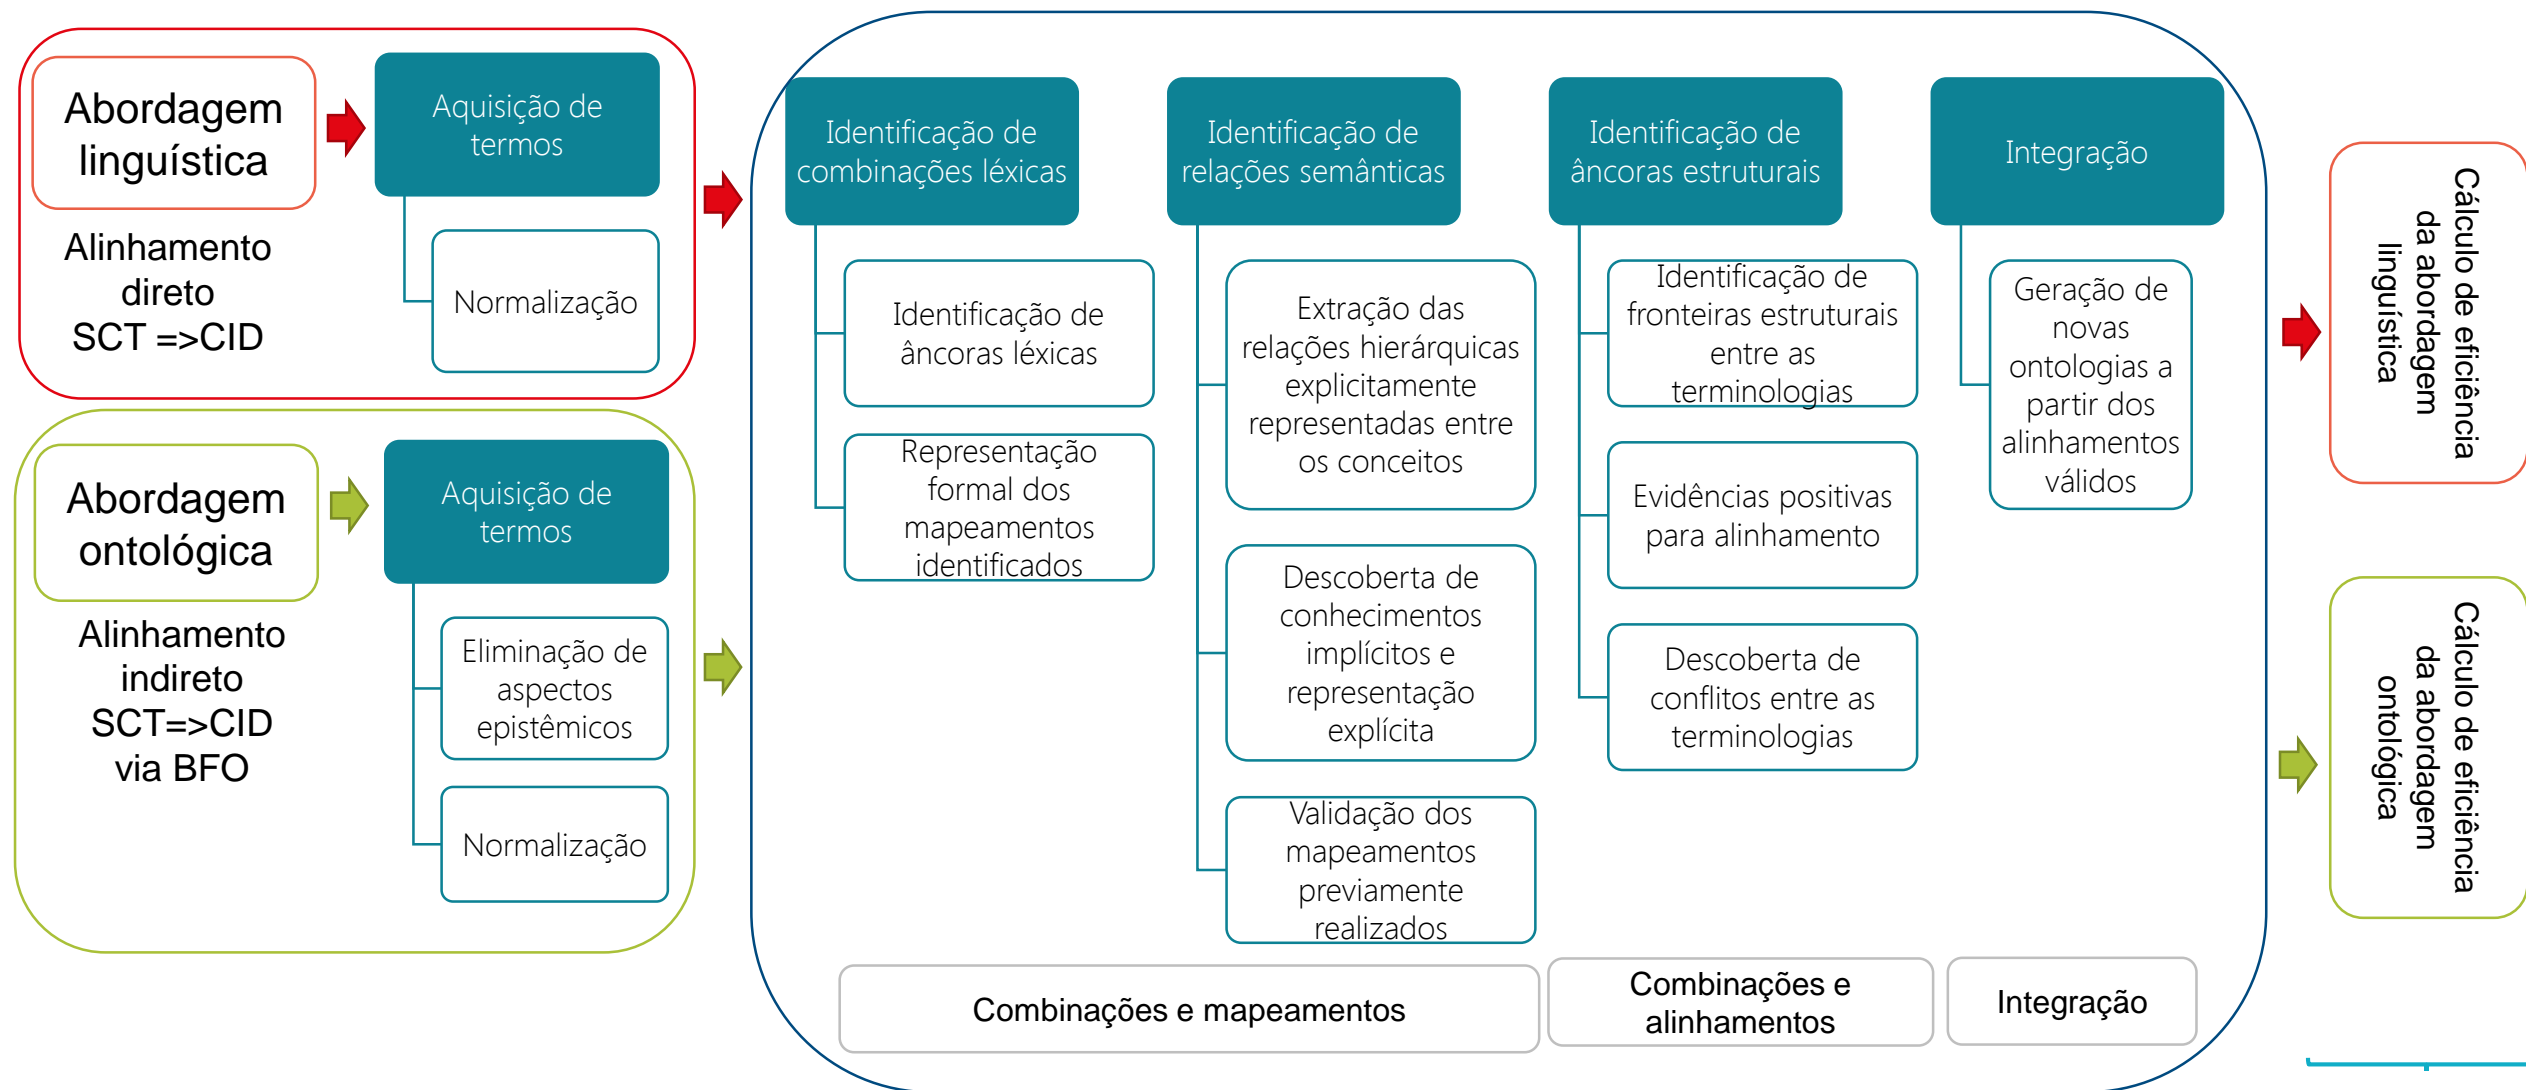 Abordagem
linguística
Alinhamento
direto
SCT =>CID
Aquisição de
termos
Normalização
Abordagem
ontológica
Alinhamento
indireto
SCT=>CID
via BFO
Aquisição de
termos
Eliminação de
aspectos
epistêmicos
Normalização
Identificação de
combinações léxicas
Identificação de
âncoras léxicas
Representação
formal dos
mapeamentos
identificados
Identificação de
relações semânticas
Extração das
relações hierárquicas
explicitamente
representadas entre
os conceitos
Descoberta de
conhecimentos
implícitos e
representação
explícita
Validação dos
mapeamentos
previamente
realizados
Identificação de
âncoras estruturais
Identificação de
fronteiras estruturais
entre as
terminologias
Evidências positivas
para alinhamento
Descoberta de
conflitos entre as
terminologias
Integração
Geração de
novas
ontologias a
partir dos
alinhamentos
válidos
Combinações e mapeamentos
Combinações e
alinhamentos
Integração
Cálculo de eficiência
da abordagem
linguística
Cálculo de eficiência
da abordagem
ontológica